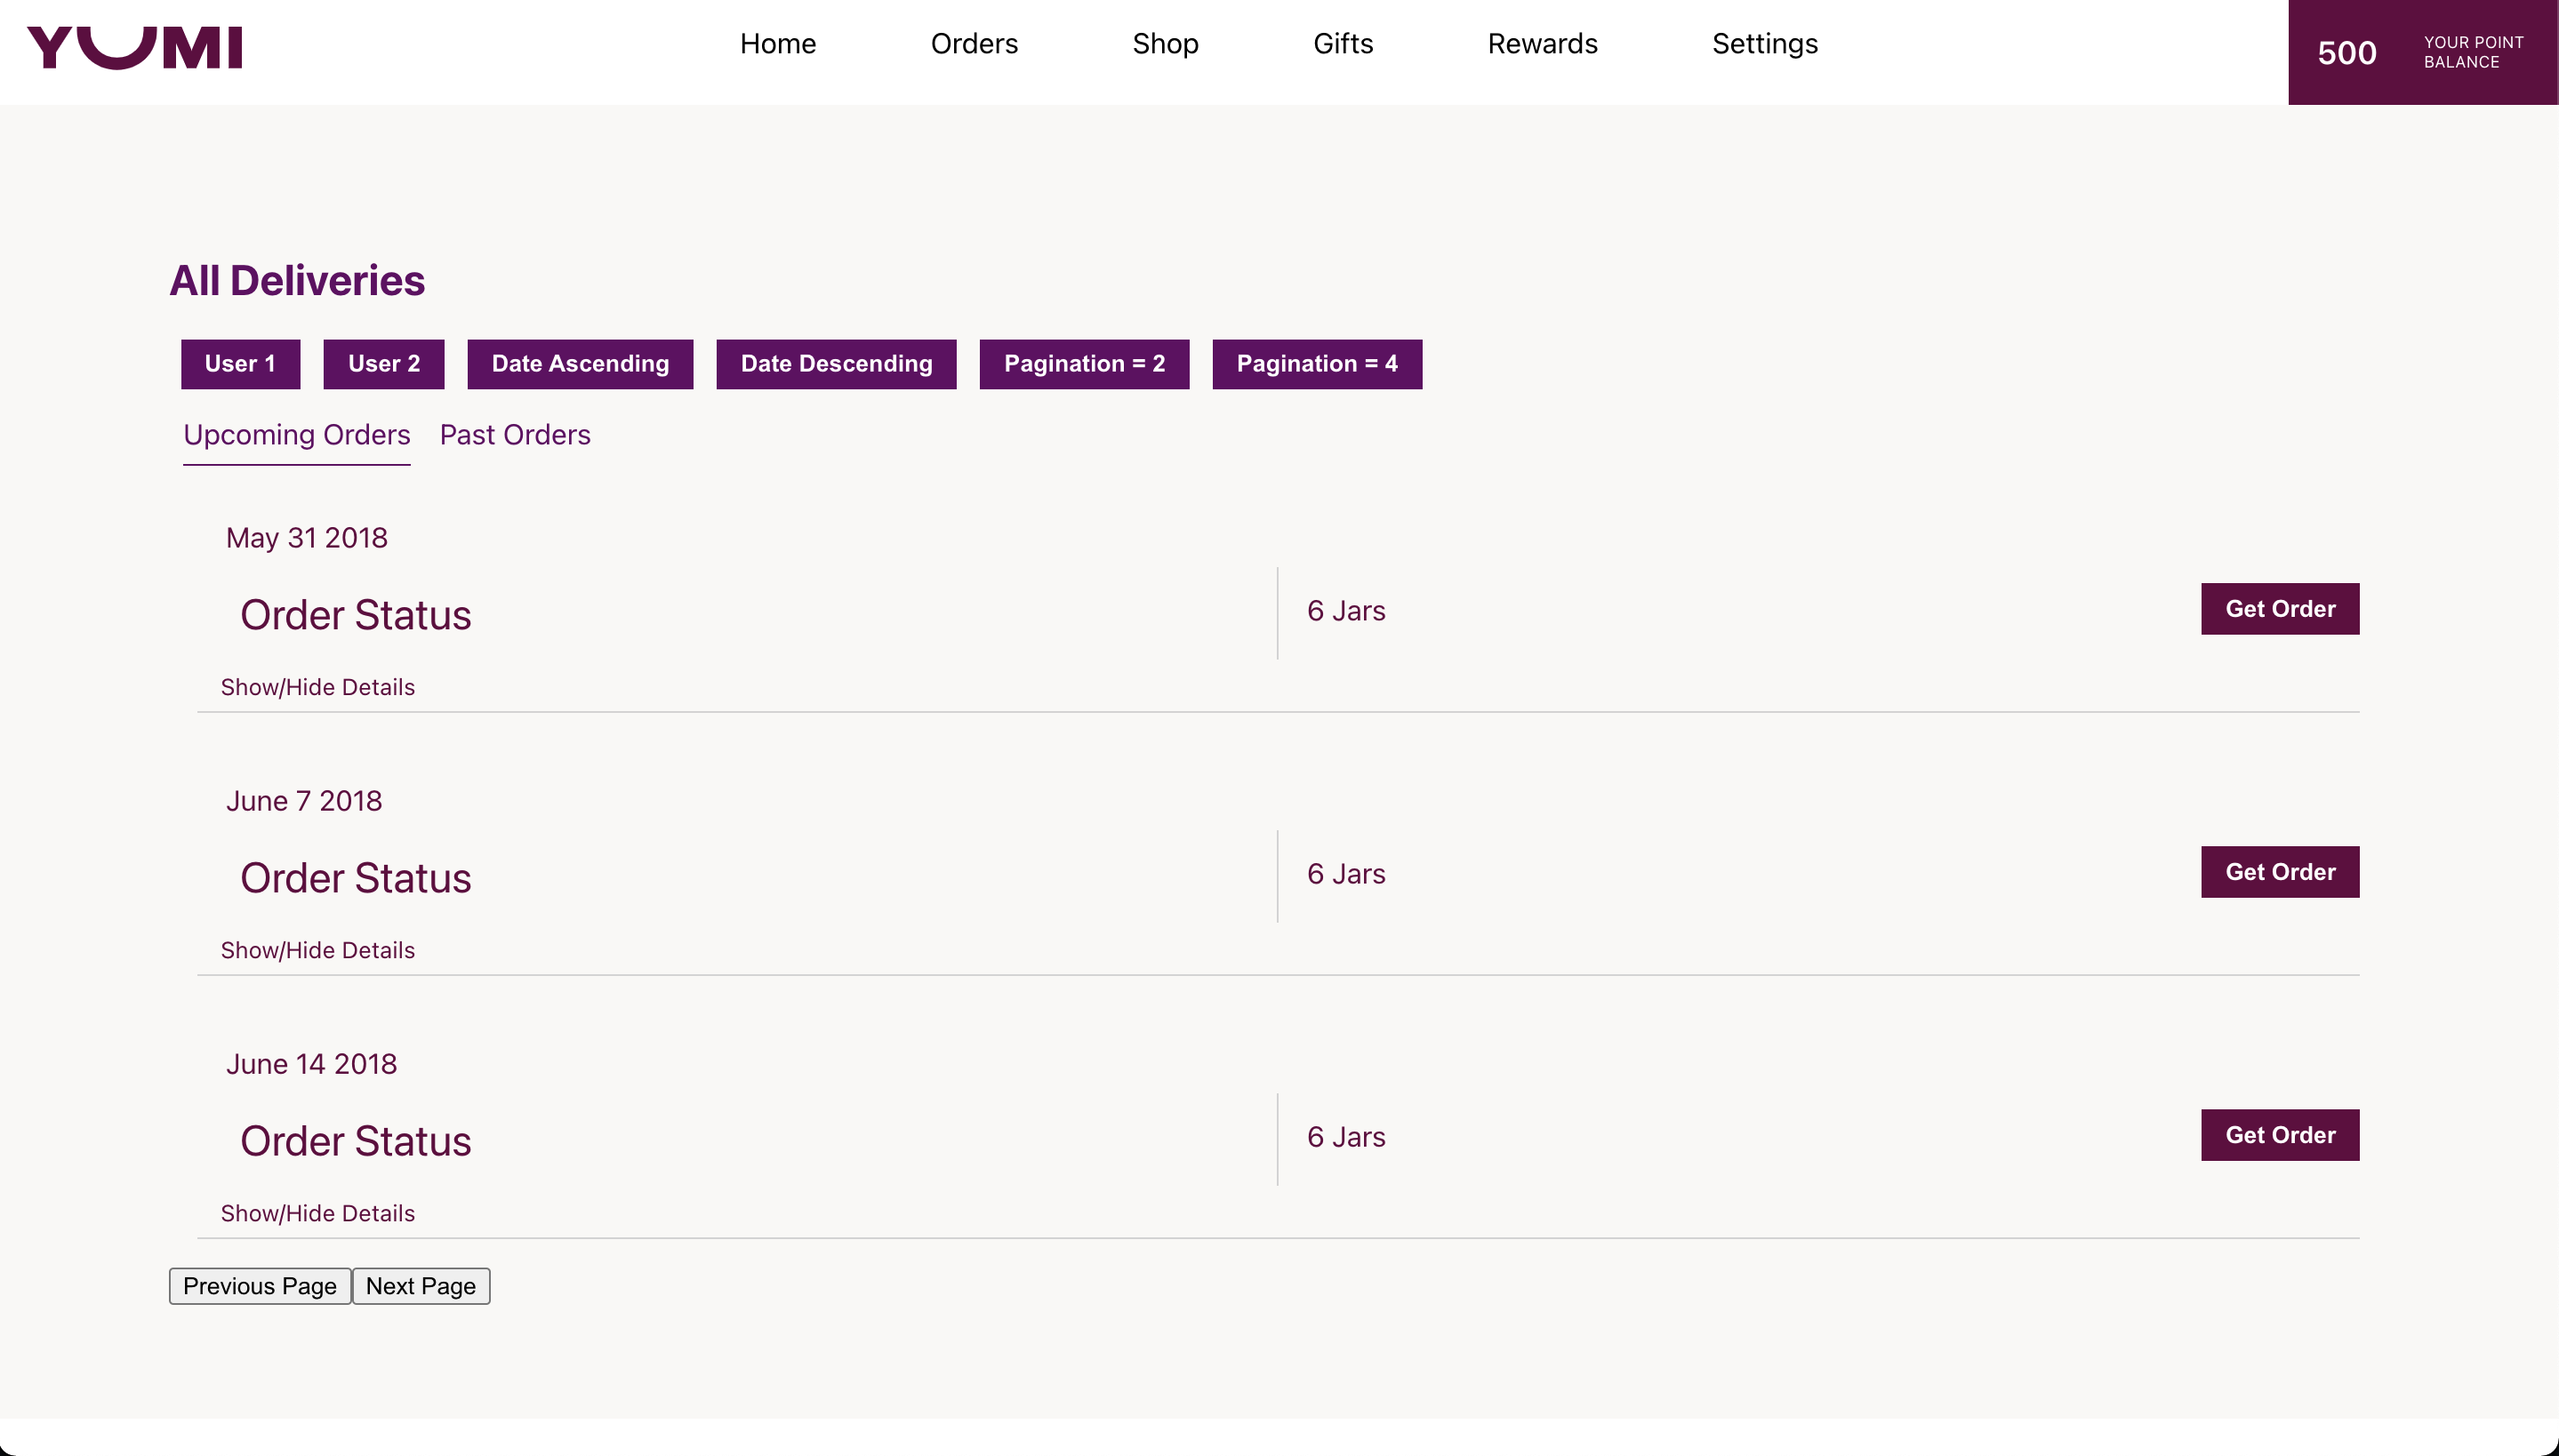 YUMI
Home Orders Shop Gifts Rewards Settings
500
YOUR POINT
BALANCE
All Deliveries
User 1 User 2 Date Ascending Date Descending Pagination = 2 Pagination = 4
Upcoming Orders Past Orders
May 31 2018
Order Status 6 Jars Get Order
Show/Hide Details
June 7 2018
Order Status 6 Jars Get Order
Show/Hide Details
June 14 2018
Order Status 6 Jars Get Order
Show/Hide Details
Previous Page Next Page